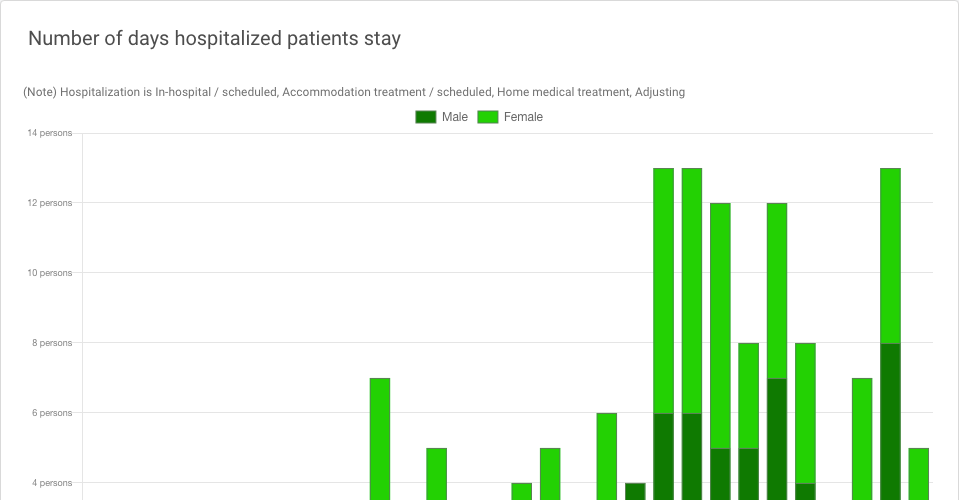 Number of days hospitalized patients stay
(Note) Hospitalization is In-hospital / scheduled, Accommodation treatment / scheduled, Home medical treatment, Adjusting
Male Female
14 persons
12 persons
10 persons
8 persons
6 persons
4 persons